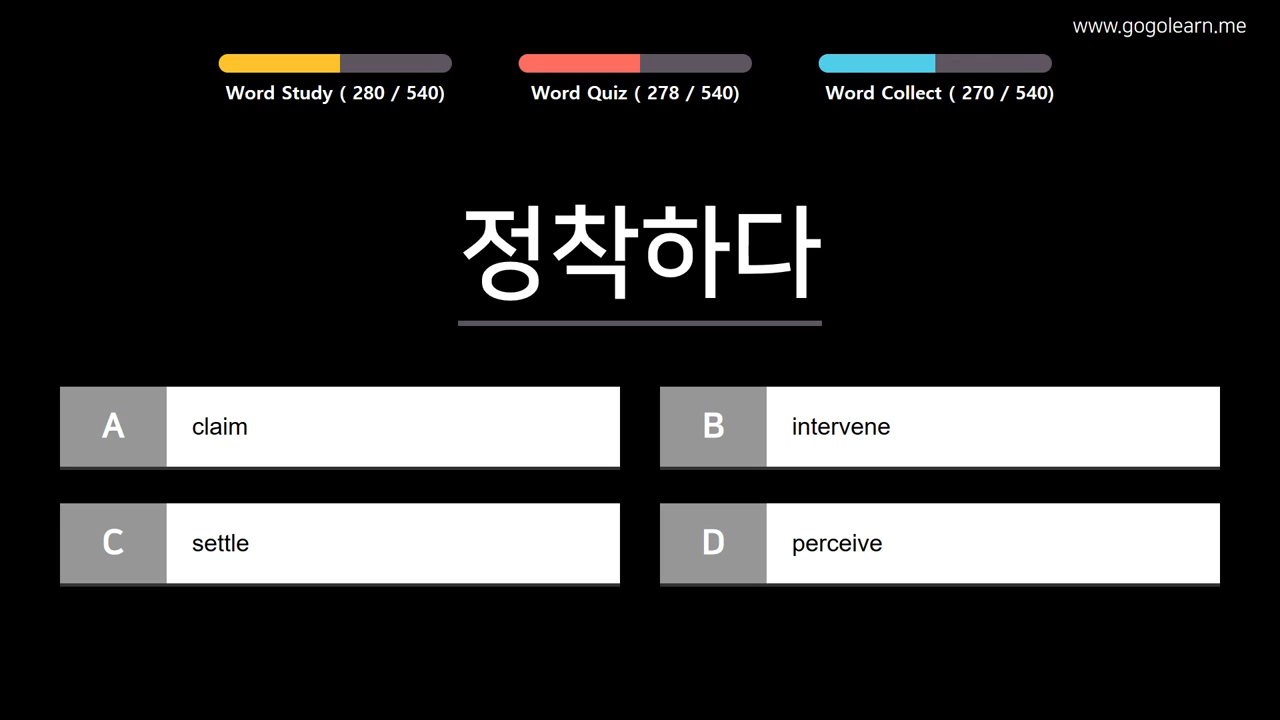 www.gogolearn.me
Word Study ( 280 / 540)
Word Quiz ( 278 / 540)
Word Collect ( 270 / 540)
정착하다
A claim
B intervene
C settle
D perceive